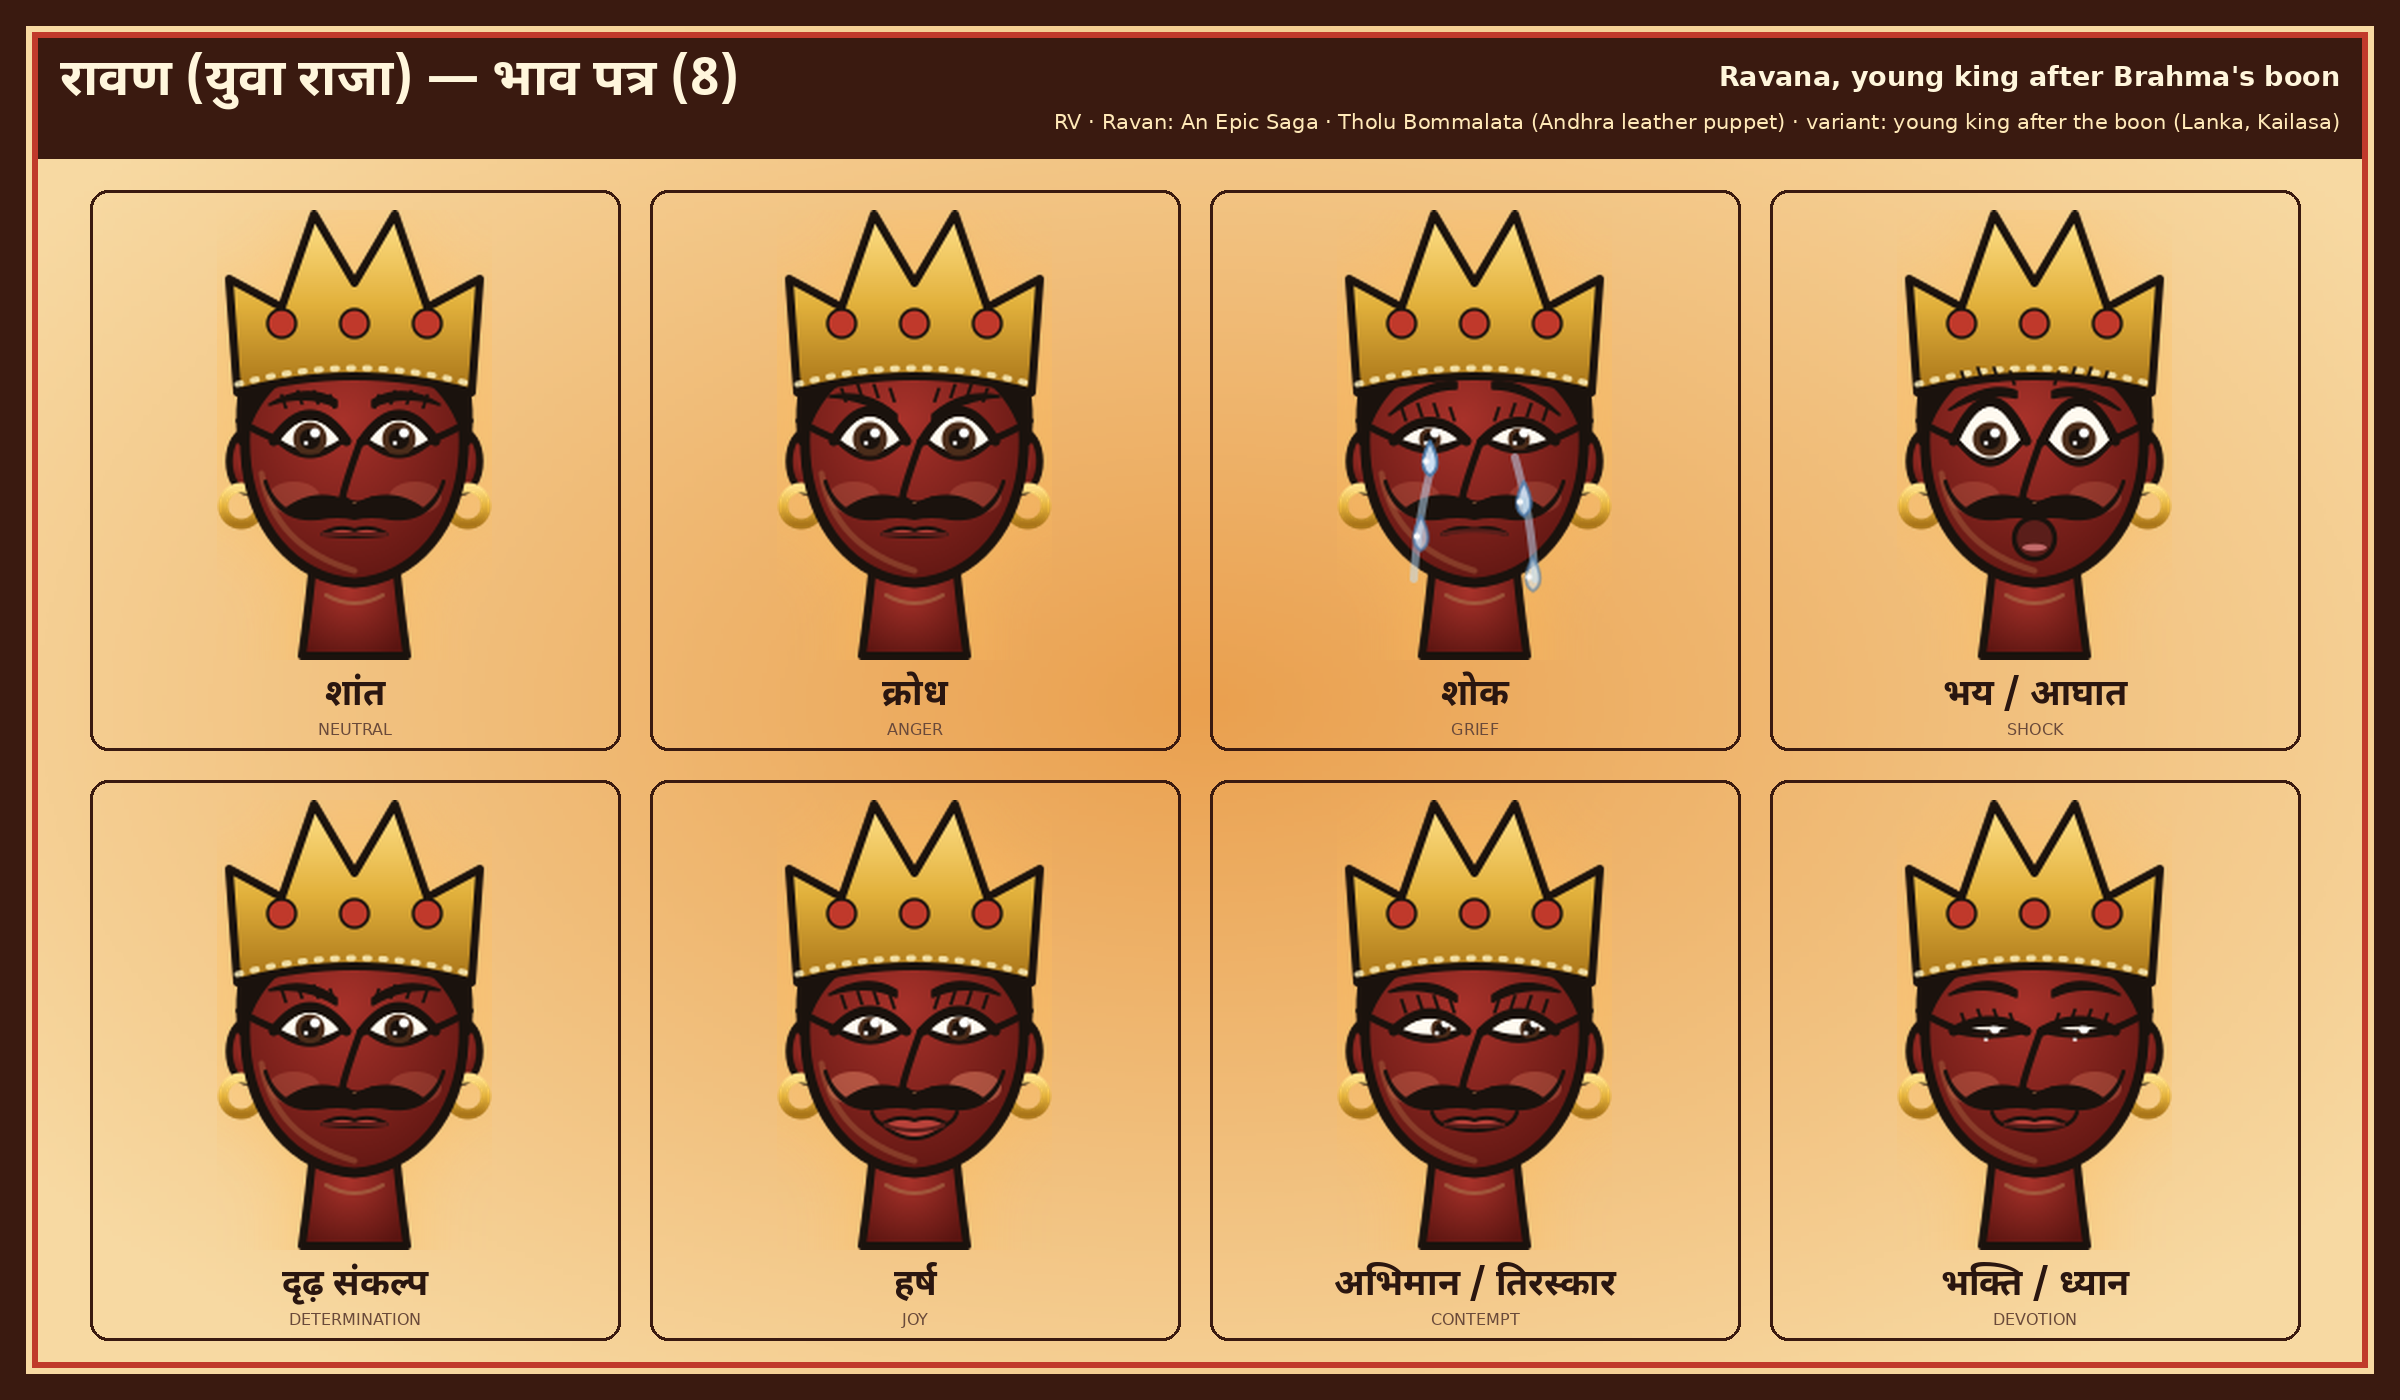 रावण (युवा राजा) — भाव पत्र (8)
Ravana, young king after Brahma's boon
RV · Ravan: An Epic Saga · Tholu Bommalata (Andhra leather puppet) · variant: young king after the boon (Lanka, Kailasa)
शांत
NEUTRAL
क्रोध
ANGER
शोक
GRIEF
भय / आघात
SHOCK
दृढ़ संकल्प
DETERMINATION
हर्ष
JOY
अभिमान / तिरस्कार
CONTEMPT
भक्ति / ध्यान
DEVOTION